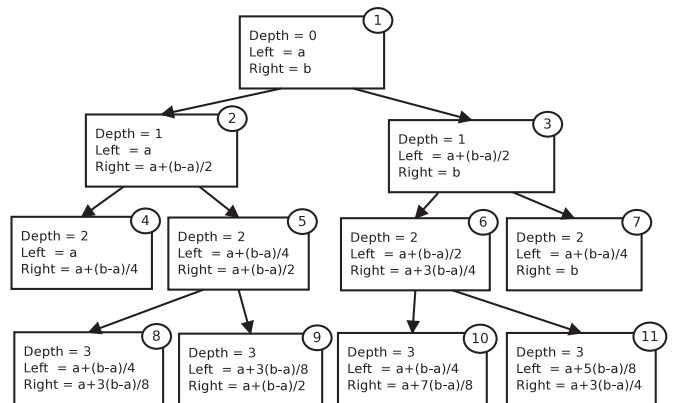 1
Depth = 0
Left = a
Right = b
2
Depth = 1
Left = a
Right = a+(b-a)/2
3
Depth = 1
Left = a+(b-a)/2
Right = b
4
Depth = 2
Left = a
Right = a+(b-a)/4
5
Depth = 2
Left = a+(b-a)/4
Right = a+(b-a)/2
6
Depth = 2
Left = a+(b-a)/2
Right = a+3(b-a)/4
7
Depth = 2
Left = a+(b-a)/4
Right = b
8
Depth = 3
Left = a+(b-a)/4
Right = a+3(b-a)/8
9
Depth = 3
Left = a+3(b-a)/8
Right = a+(b-a)/2
10
Depth = 3
Left = a+(b-a)/4
Right = a+7(b-a)/8
11
Depth = 3
Left = a+5(b-a)/8
Right = a+3(b-a)/4